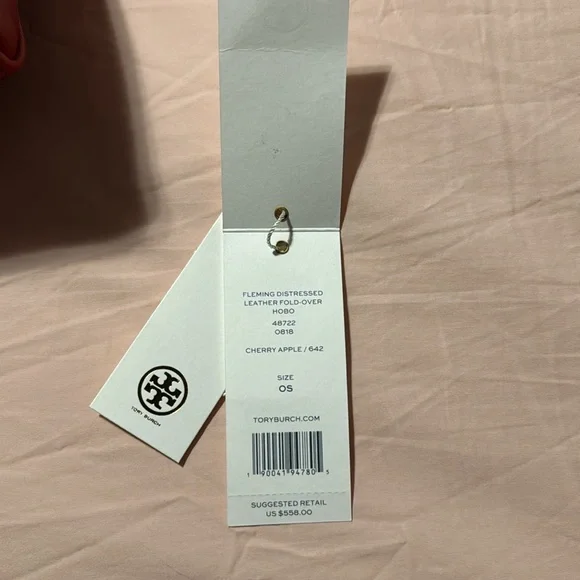 FLEMING DISTRESSED
LEATHER FOLD-OVER
HOBO
48722
0818
CHERRY APPLE / 642
SIZE
OS
TORYBURCH.COM
1 90041 94780 5
SUGGESTED RETAIL
US $558.00
TORY BURCH